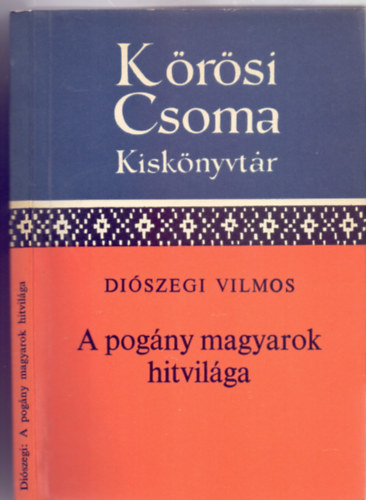 Kőrösi
Csoma
Kiskönyvtár
DIÓSZEGI VILMOS
A pogány magyarok
hitvilága
Diószegi: A pogány magyarok hitvilága